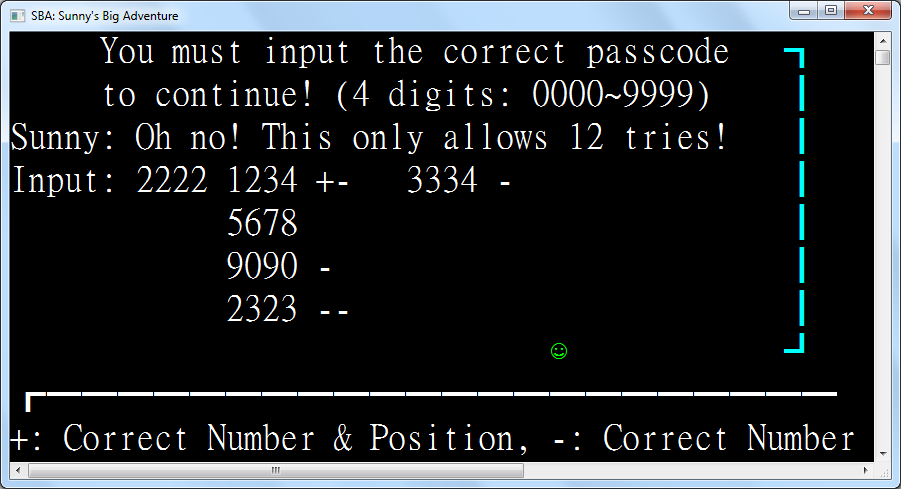 SBA: Sunny's Big Adventure
You must input the correct passcode
to continue! (4 digits: 0000~9999)
Sunny: Oh no! This only allows 12 tries!
Input: 2222 1234 +- 3334 -
5678
9090 -
2323 --
+: Correct Number & Position, -: Correct Number